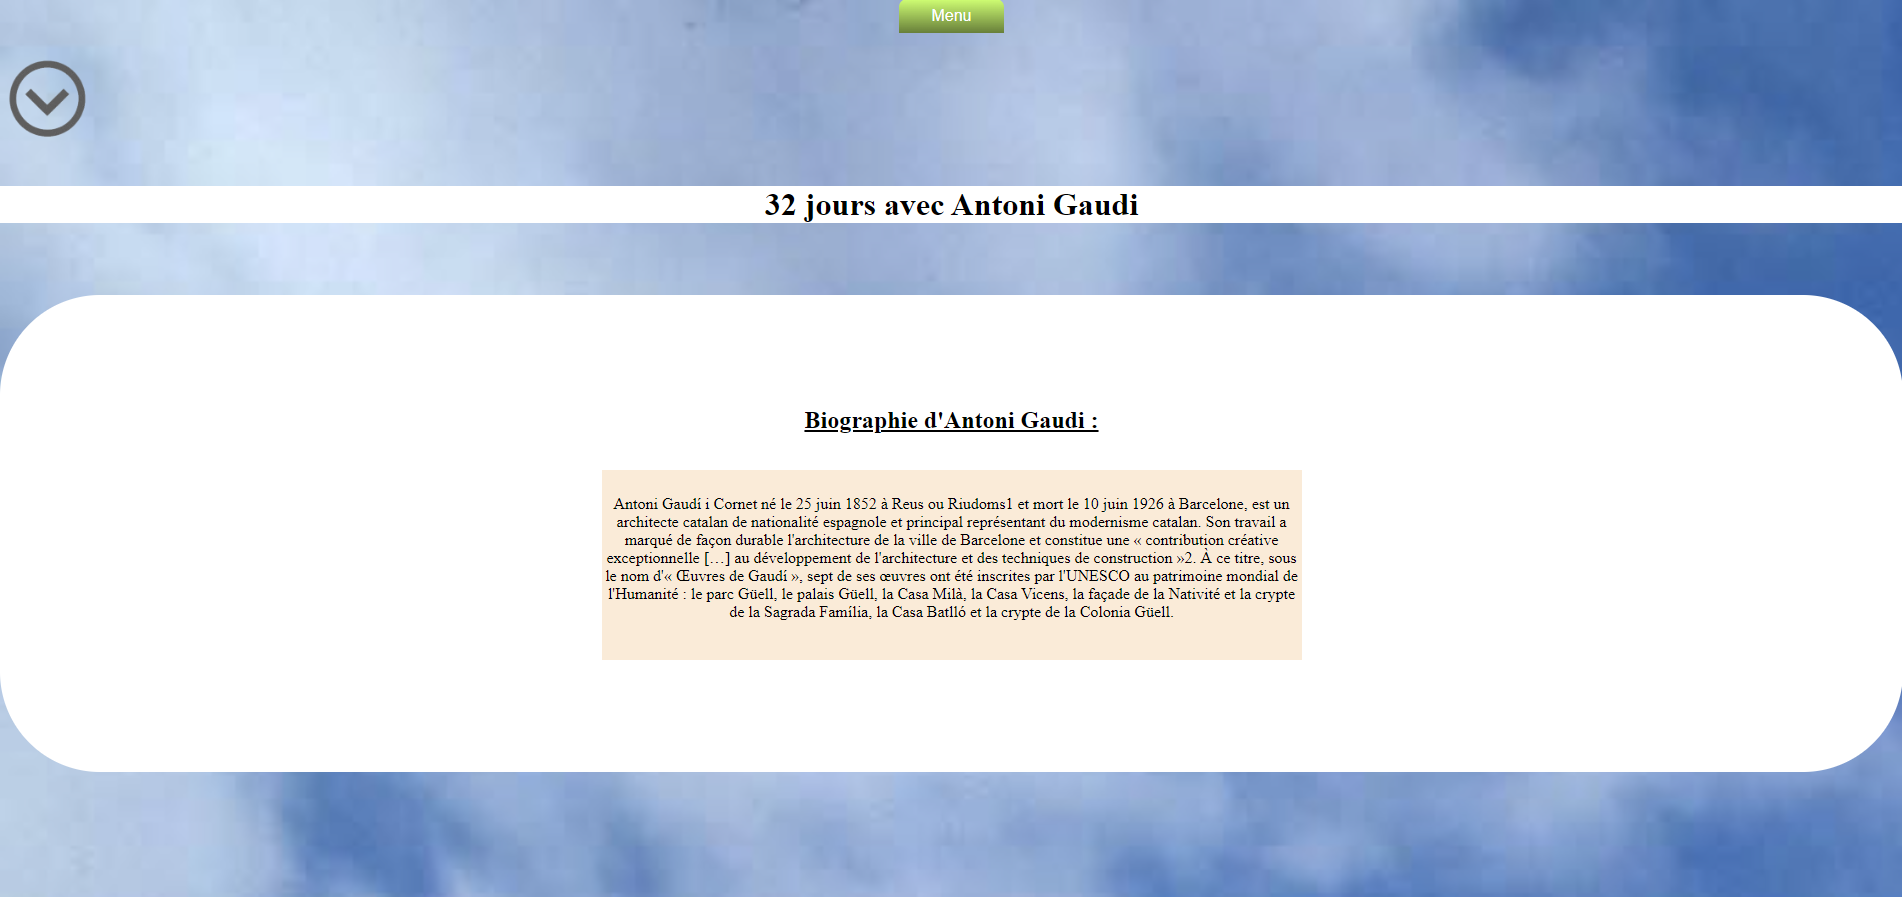 Menu
32 jours avec Antoni Gaudi
Biographie d'Antoni Gaudi :
Antoni Gaudí i Cornet né le 25 juin 1852 à Reus ou Riudoms1 et mort le 10 juin 1926 à Barcelone, est un
architecte catalan de nationalité espagnole et principal représentant du modernisme catalan. Son travail a
marqué de façon durable l'architecture de la ville de Barcelone et constitue une « contribution créative
exceptionnelle […] au développement de l'architecture et des techniques de construction »2. À ce titre, sous
le nom d'« Œuvres de Gaudí », sept de ses œuvres ont été inscrites par l'UNESCO au patrimoine mondial de
l'Humanité : le parc Güell, le palais Güell, la Casa Milà, la Casa Vicens, la façade de la Nativité et la crypte
de la Sagrada Família, la Casa Batlló et la crypte de la Colonia Güell.